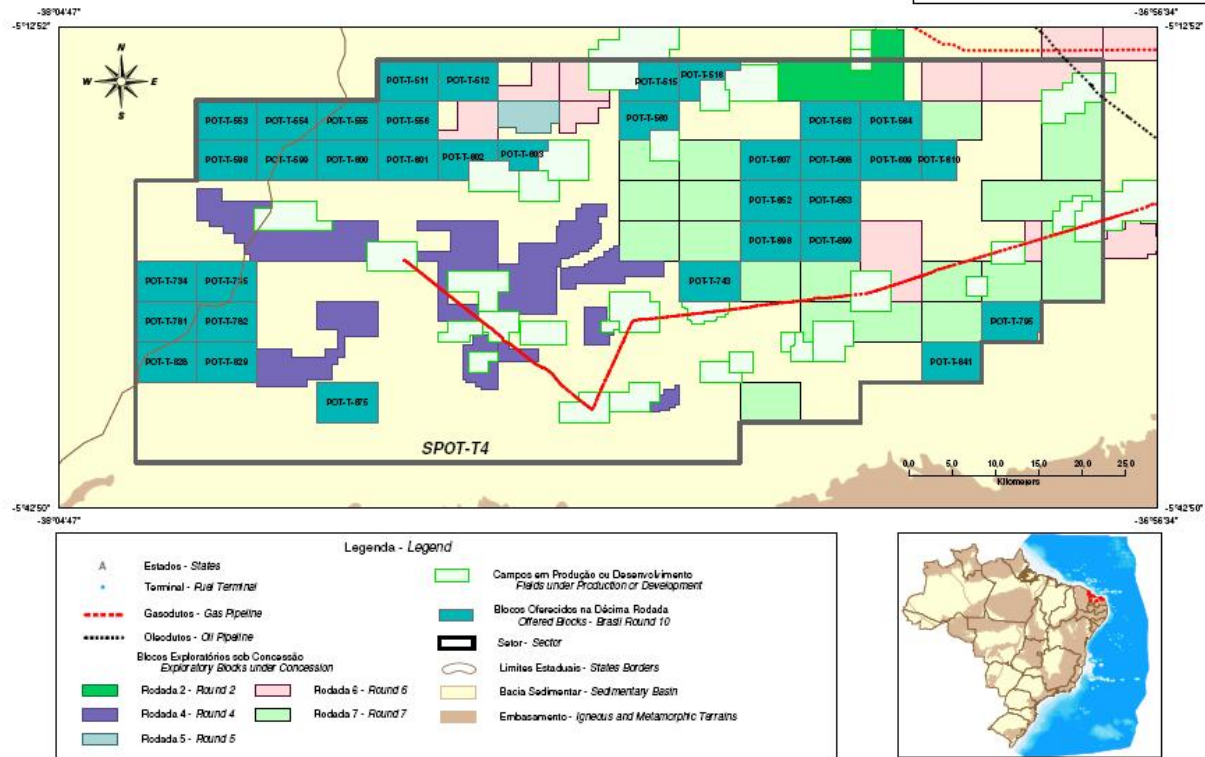 -38°04'47"
-36°56'34"
-5°12'52"
-5°12'52"
N
W E
S
POT-T-511 POT-T-512 POT-T-515 POT-T-516
POT-T-553 POT-T-554 POT-T-555 POT-T-556 POT-T-560 POT-T-563 POT-T-564
POT-T-598 POT-T-599 POT-T-600 POT-T-601 POT-T-602 POT-T-603 POT-T-607 POT-T-608 POT-T-609 POT-T-610
POT-T-652 POT-T-653
POT-T-698 POT-T-699
POT-T-734 POT-T-735 POT-T-743
POT-T-781 POT-T-782 POT-T-795
POT-T-828 POT-T-829 POT-T-841
POT-T-875
SPOT-T4
0,0 5,0 10,0 15,0 20,0 25,0
Kilometers
-5°42'50"
-5°42'50"
-38°04'47"
-36°56'34"
Legenda - Legend
A Estados - States
Terminal - Fuel Terminal
Gasodutos - Gas Pipeline
Oleodutos - Oil Pipeline
Blocos Exploratórios sob Concessão
Exploratory Blocks under Concession
Rodada 2 - Round 2
Rodada 6 - Round 6
Rodada 4 - Round 4
Rodada 7 - Round 7
Rodada 5 - Round 5
Campos em Produção ou Desenvolvimento
Fields under Production or Development
Blocos Oferecidos na Décima Rodada
Offered Blocks - Brasil Round 10
Setor - Sector
Limites Estaduais - States Borders
Bacia Sedimentar - Sedimentary Basin
Embasamento - Igneous and Metamorphic Terrains